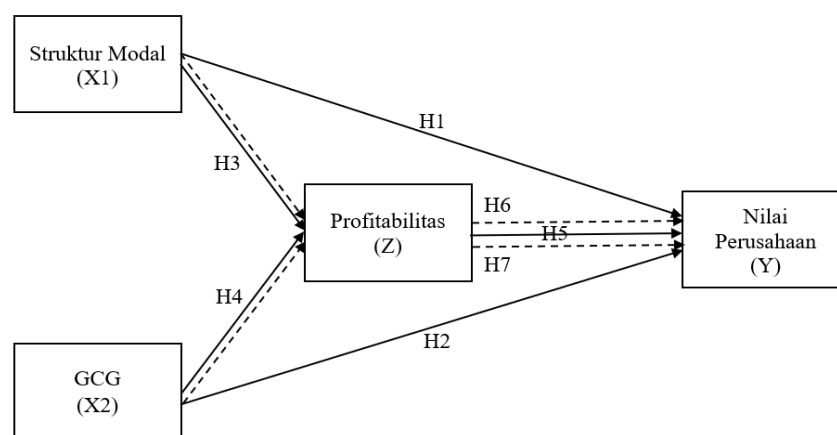 Struktur Modal
(X1)
H1
H3
Profitabilitas
(Z)
H6
H5
H7
Nilai
Perusahaan
(Y)
H4
H2
GCG
(X2)